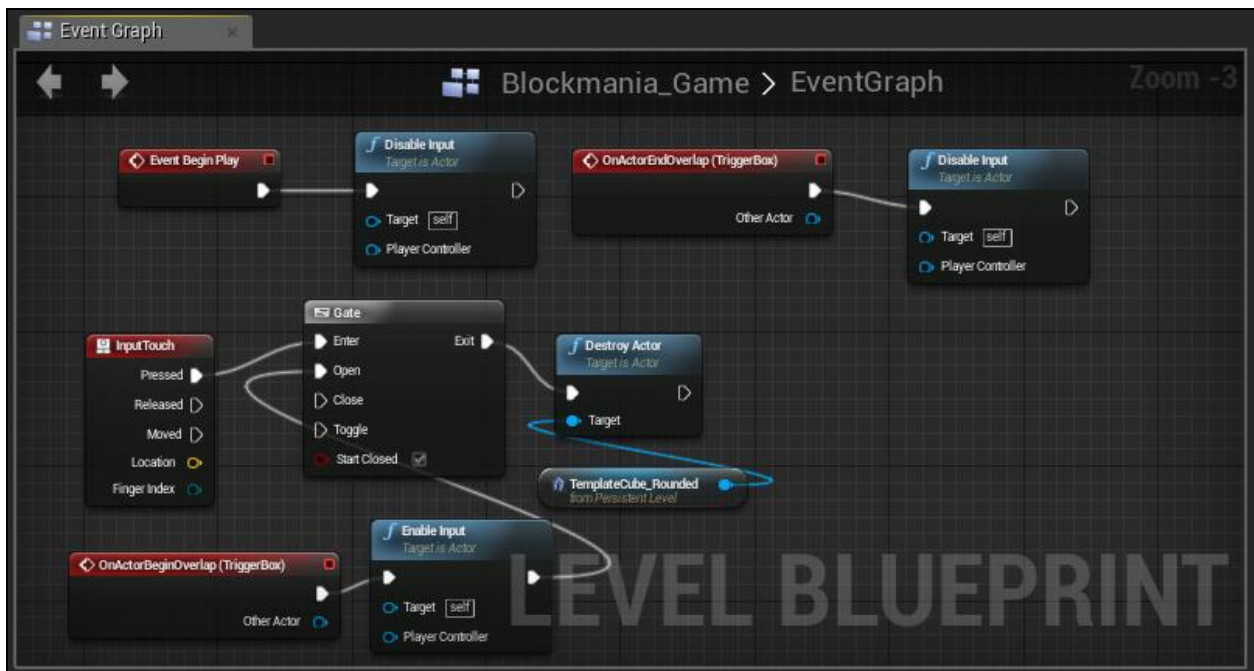 Event Graph
Blockmania_Game > EventGraph
Zoom -3
Event Begin Play
Disable Input
Target is Actor
Target self
Player Controller
OnActorEndOverlap (TriggerBox)
Other Actor
Disable Input
Target is Actor
Target self
Player Controller
InputTouch
Pressed
Released
Moved
Location
Finger Index
Gate
Enter Exit
Open
Close
Toggle
Start Closed
Destroy Actor
Target is Actor
Target
TemplateCube_Rounded
from Persistent Level
OnActorBeginOverlap (TriggerBox)
Other Actor
Enable Input
Target is Actor
Target self
Player Controller
LEVEL BLUEPRINT